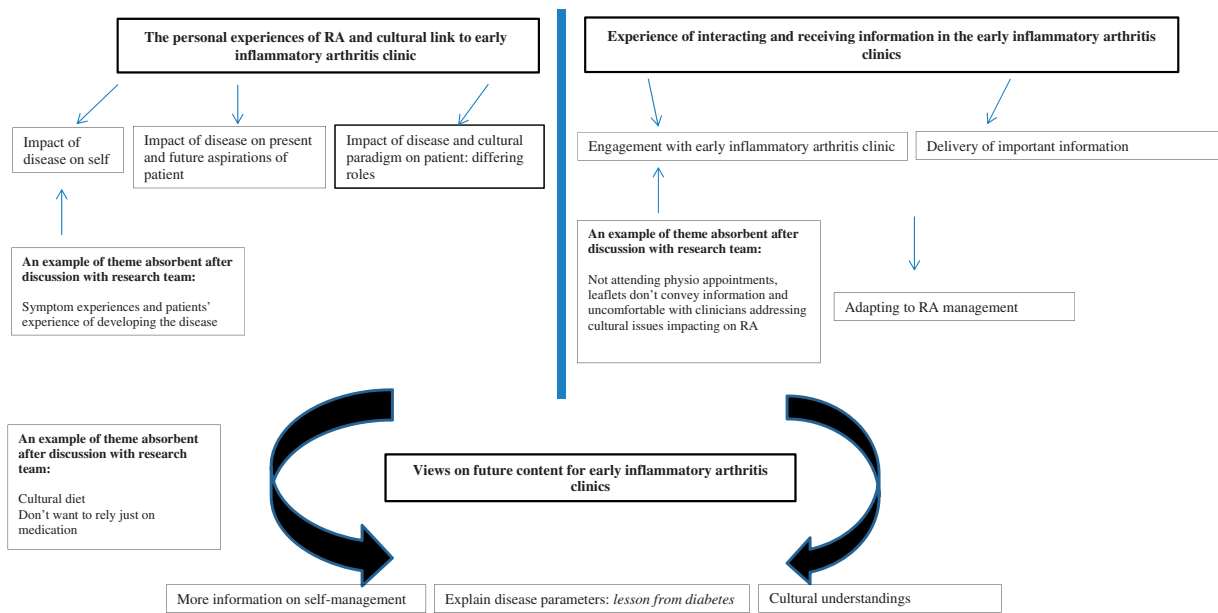 The personal experiences of RA and cultural link to early
inflammatory arthritis clinic
Experience of interacting and receiving information in the early inflammatory arthritis
clinics
Impact of
disease on self
Impact of disease on present
and future aspirations of
patient
Impact of disease and cultural
paradigm on patient: differing
roles
Engagement with early inflammatory arthritis clinic
Delivery of important information
An example of theme absorbent after
discussion with research team:
Symptom experiences and patients’
experience of developing the disease
An example of theme absorbent after
discussion with research team:
Not attending physio appointments,
leaflets don’t convey information and
uncomfortable with clinicians addressing
cultural issues impacting on RA
Adapting to RA management
An example of theme absorbent
after discussion with research
team:
Cultural diet
Don’t want to rely just on
medication
Views on future content for early inflammatory arthritis
clinics
More information on self-management
Explain disease parameters: lesson from diabetes
Cultural understandings